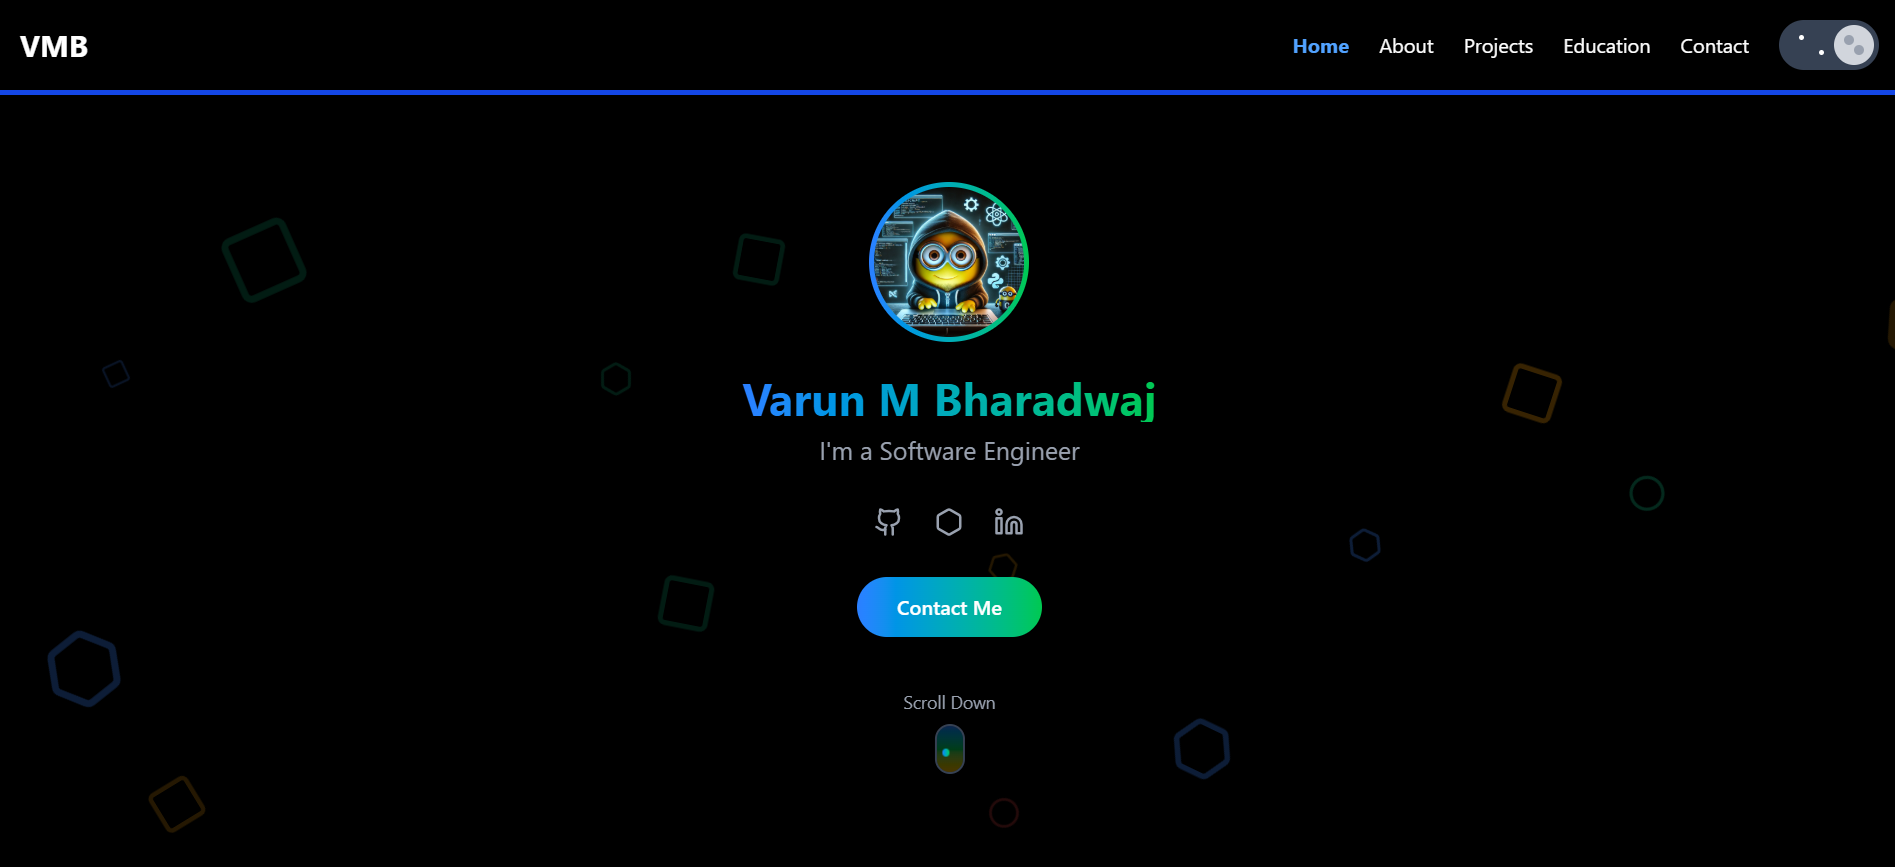 VMB
Home About Projects Education Contact
Varun M Bharadwaj
I'm a Software Engineer
Contact Me
Scroll Down